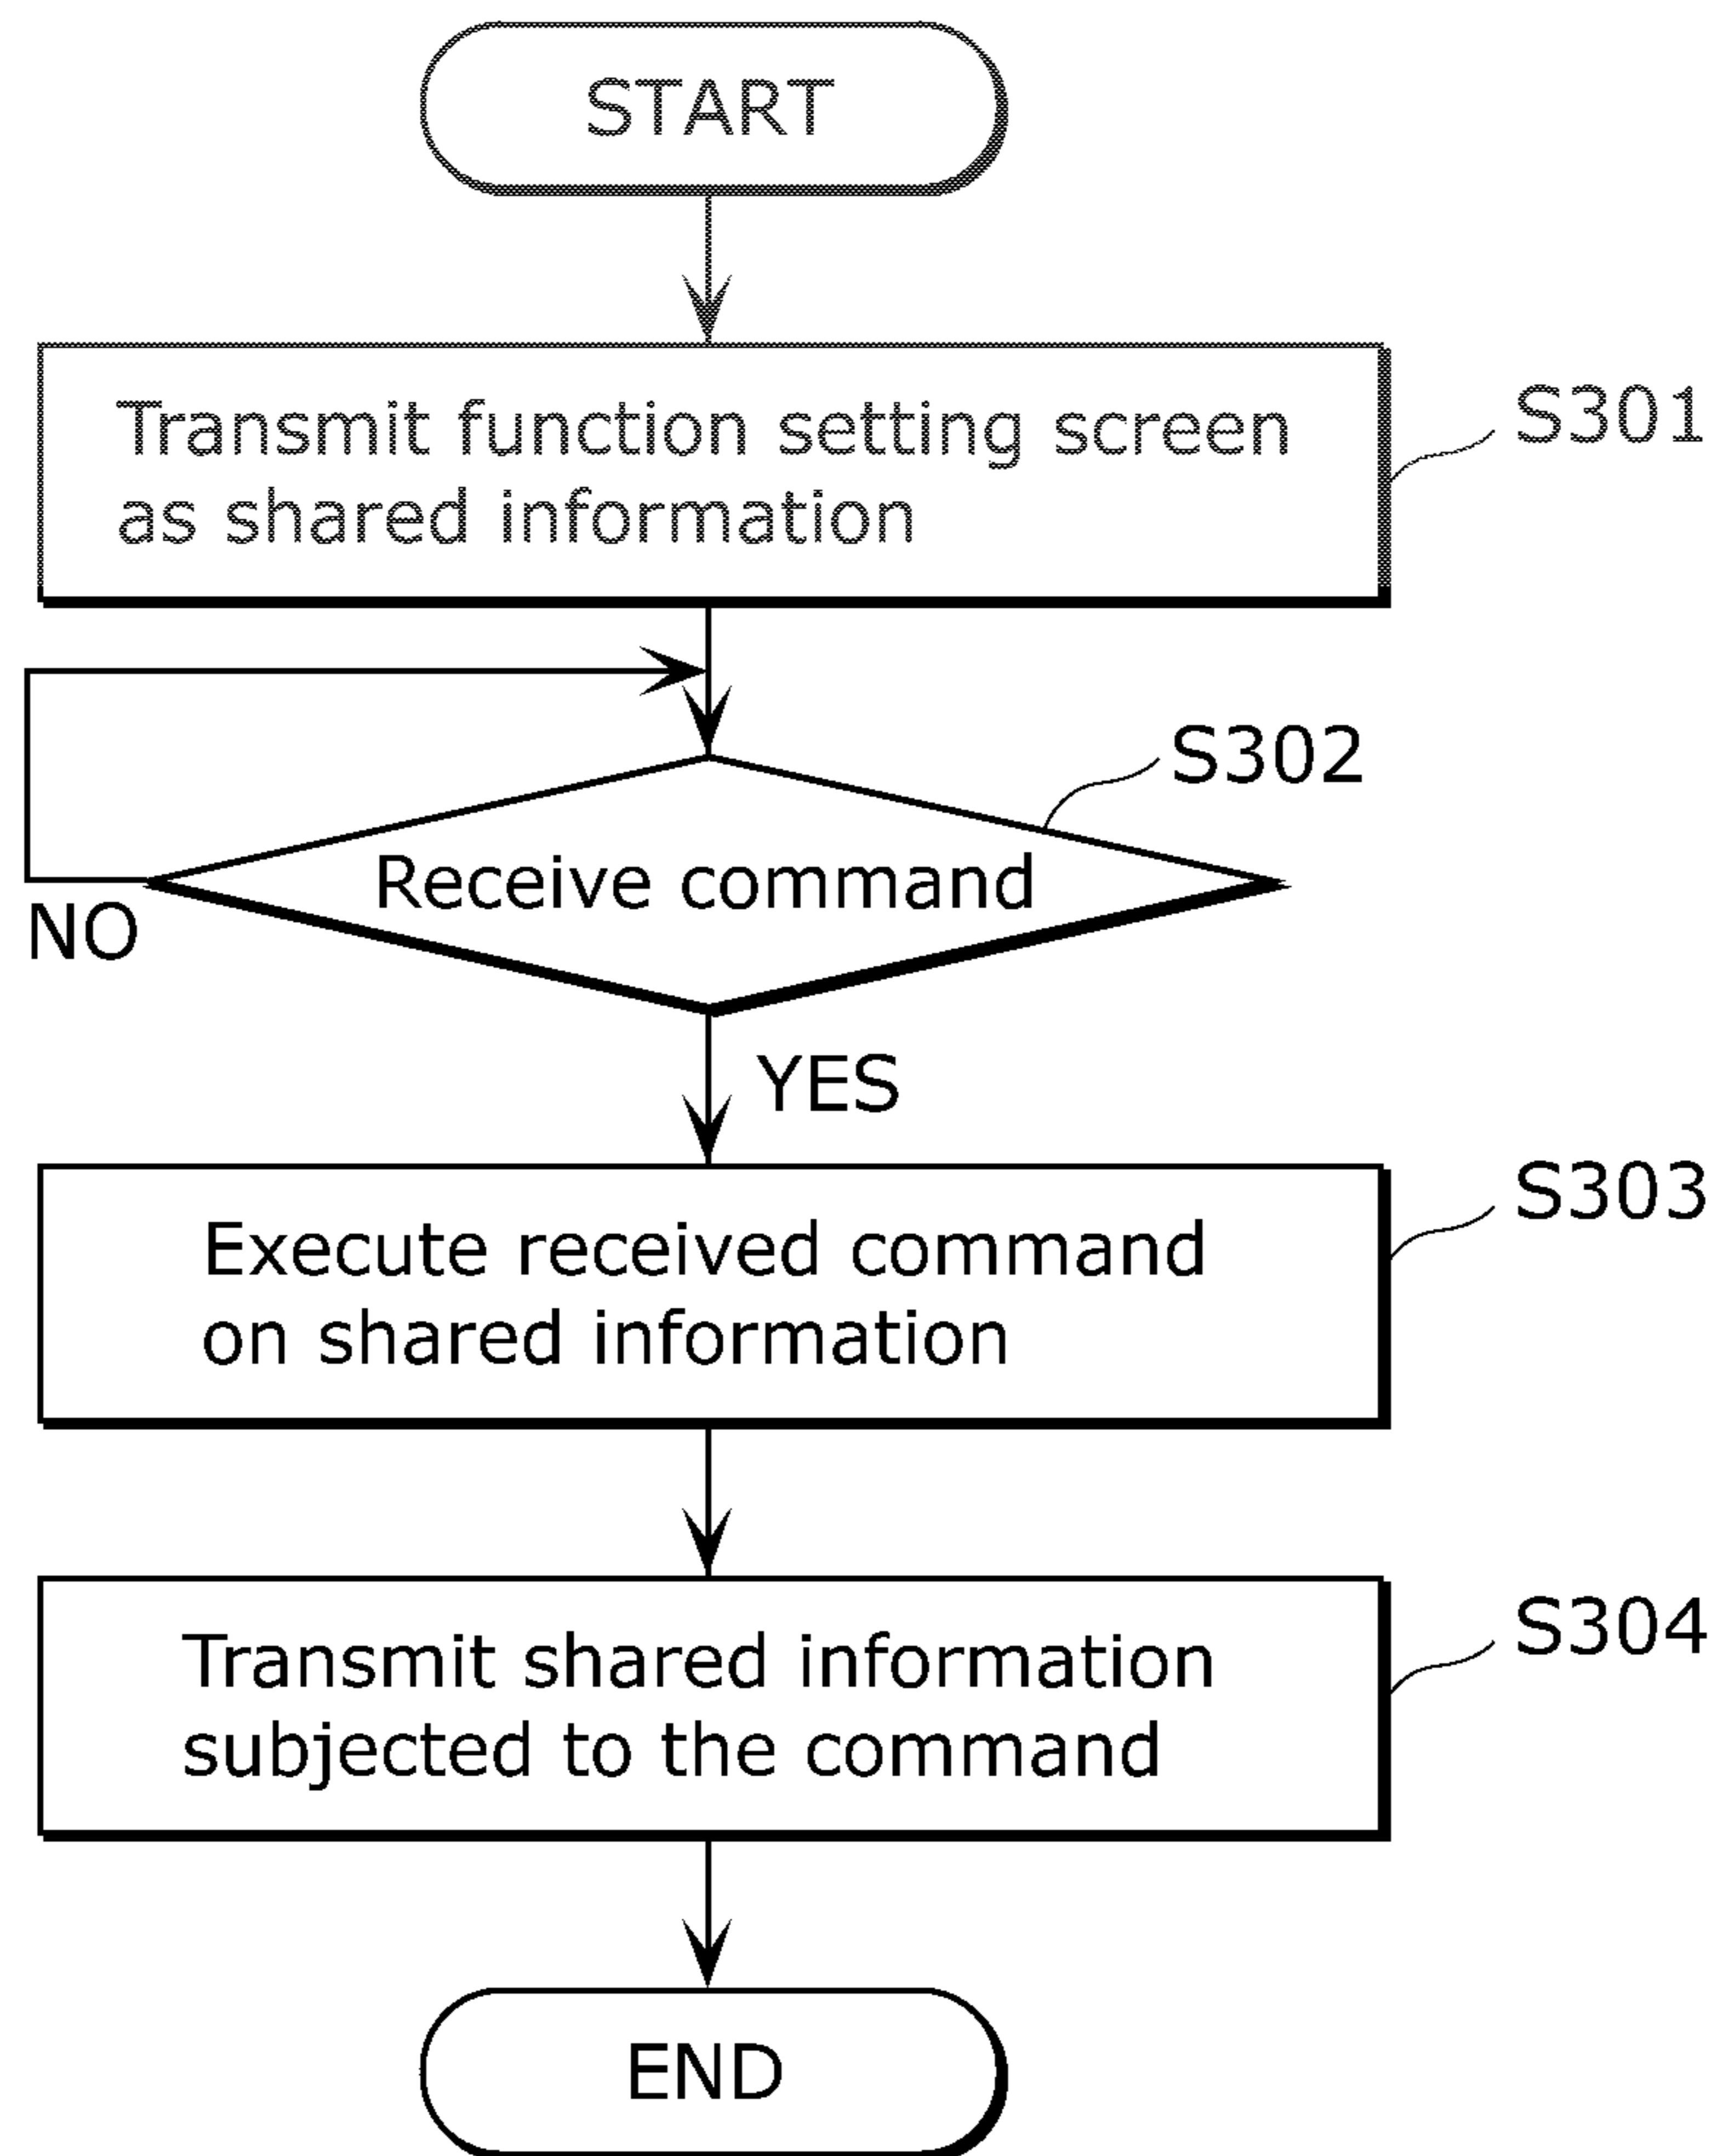 START
Transmit function setting screen
as shared information
S301
S302
Receive command
NO
YES
Execute received command
on shared information
S303
Transmit shared information
subjected to the command
S304
END